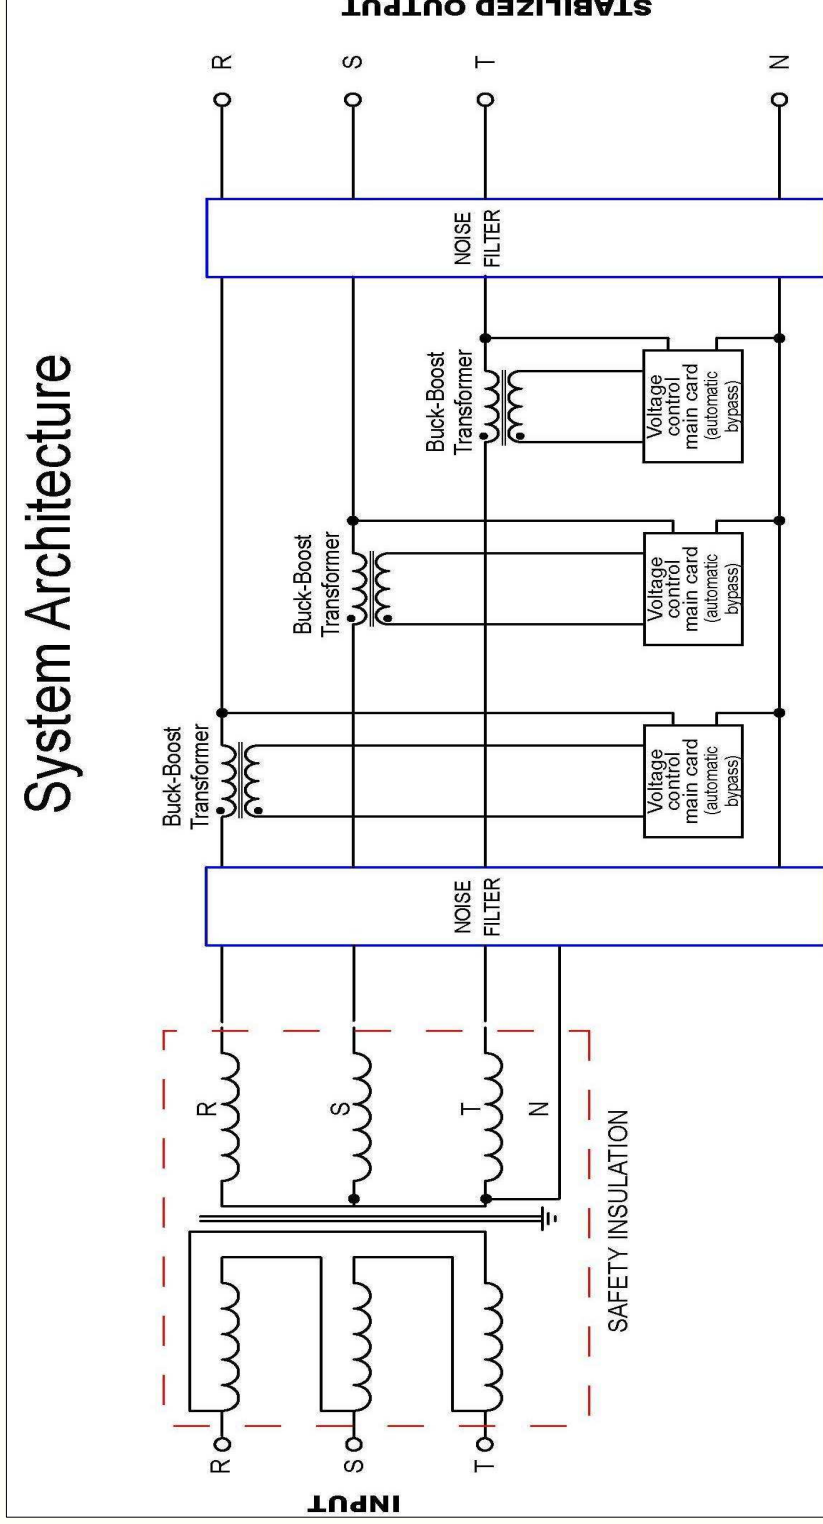 System Architecture
INPUT
R
S
T
SAFETY INSULATION
R
S
T
N
NOISE
FILTER
Buck-Boost
Transformer
Voltage
control
main card
(automatic
bypass)
Buck-Boost
Transformer
Voltage
control
main card
(automatic
bypass)
Buck-Boost
Transformer
Voltage
control
main card
(automatic
bypass)
NOISE
FILTER
R
S
T
N
STABILIZED OUTPUT